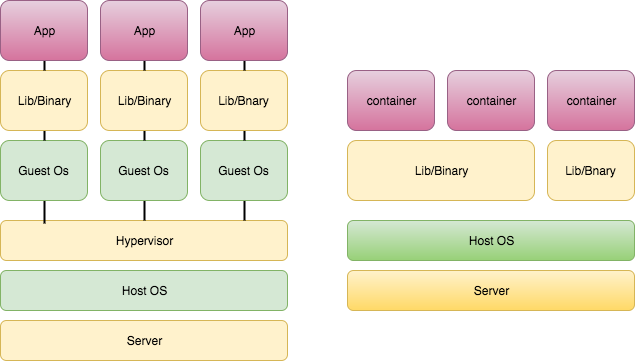 App
App
App
Lib/Binary
Lib/Binary
Lib/Bnary
Guest Os
Guest Os
Guest Os
Hypervisor
Host OS
Server
container
container
container
Lib/Binary
Lib/Bnary
Host OS
Server